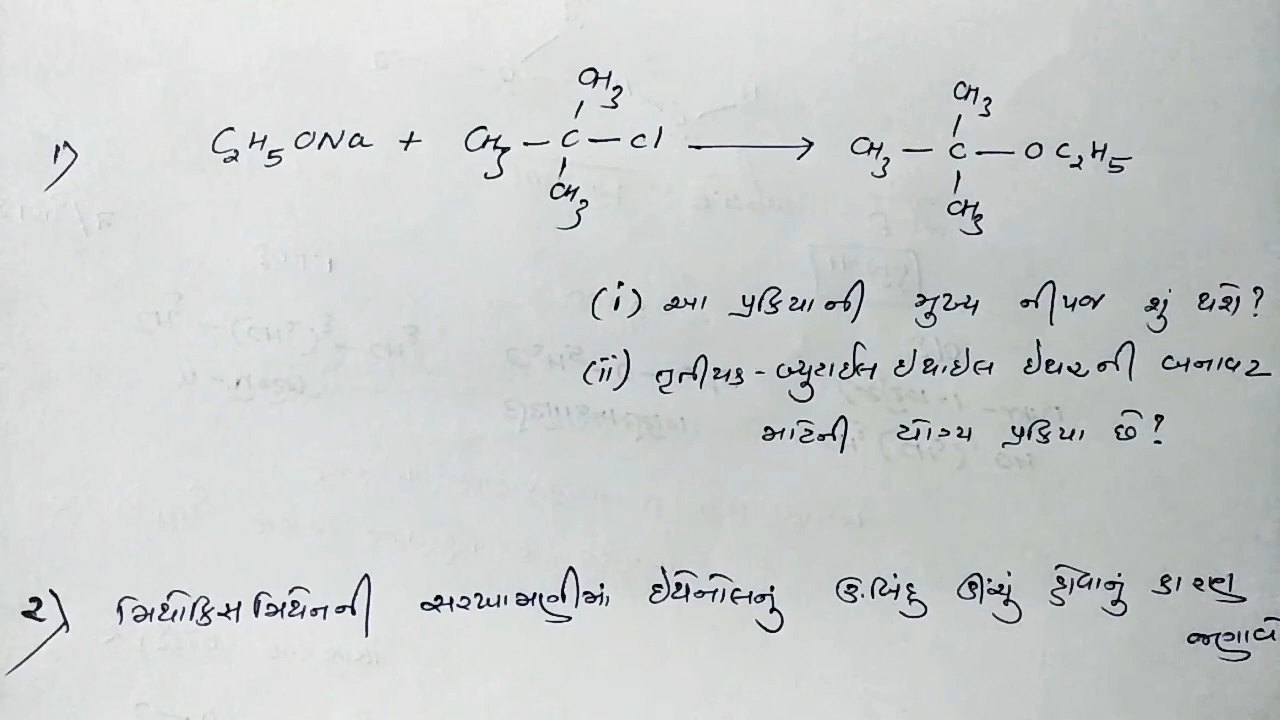 CH₃ CH₃
1) C₂H₅ONa + CH₃ — C — Cl ⟶ CH₃ — C — OC₂H₅
CH₃ CH₃
(i) આ પ્રક્રિયાની મુખ્ય નીપજ શું થશે?
(ii) તૃતીયક - બ્યુટાઈલ ઈથાઈલ ઈથરની બનાવટ
માટેની યોગ્ય પ્રક્રિયા છે?
૨) મિથોક્સિ મિથેનની સરખામણીમાં ઈથેનોલનું ઉ.બિંદુ ઊંચું હોવાનું કારણ
જણાવો